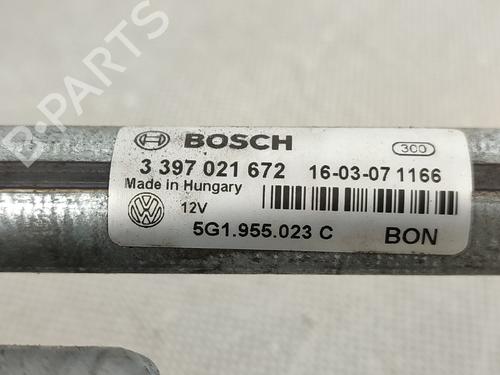 B-PARTS
BOSCH
300
3 397 021 672 16-03-07 1166
Made in Hungary
12V
5G1.955.023 C BON